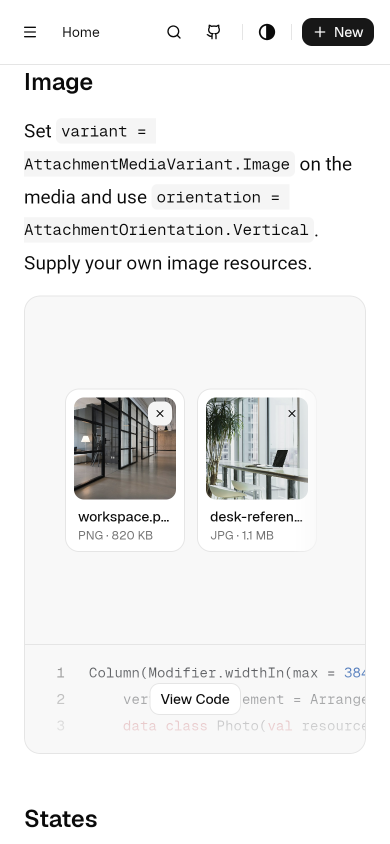 Home
New
Image
Set variant =
AttachmentMediaVariant.Image on the
media and use orientation =
AttachmentOrientation.Vertical.
Supply your own image resources.
workspace.p...
PNG · 820 KB
desk-referen...
JPG · 1.1 MB
1 Column(Modifier.widthIn(max = 384
2 ver ement = Arrange
View Code
3 data class Photo(val resource
States